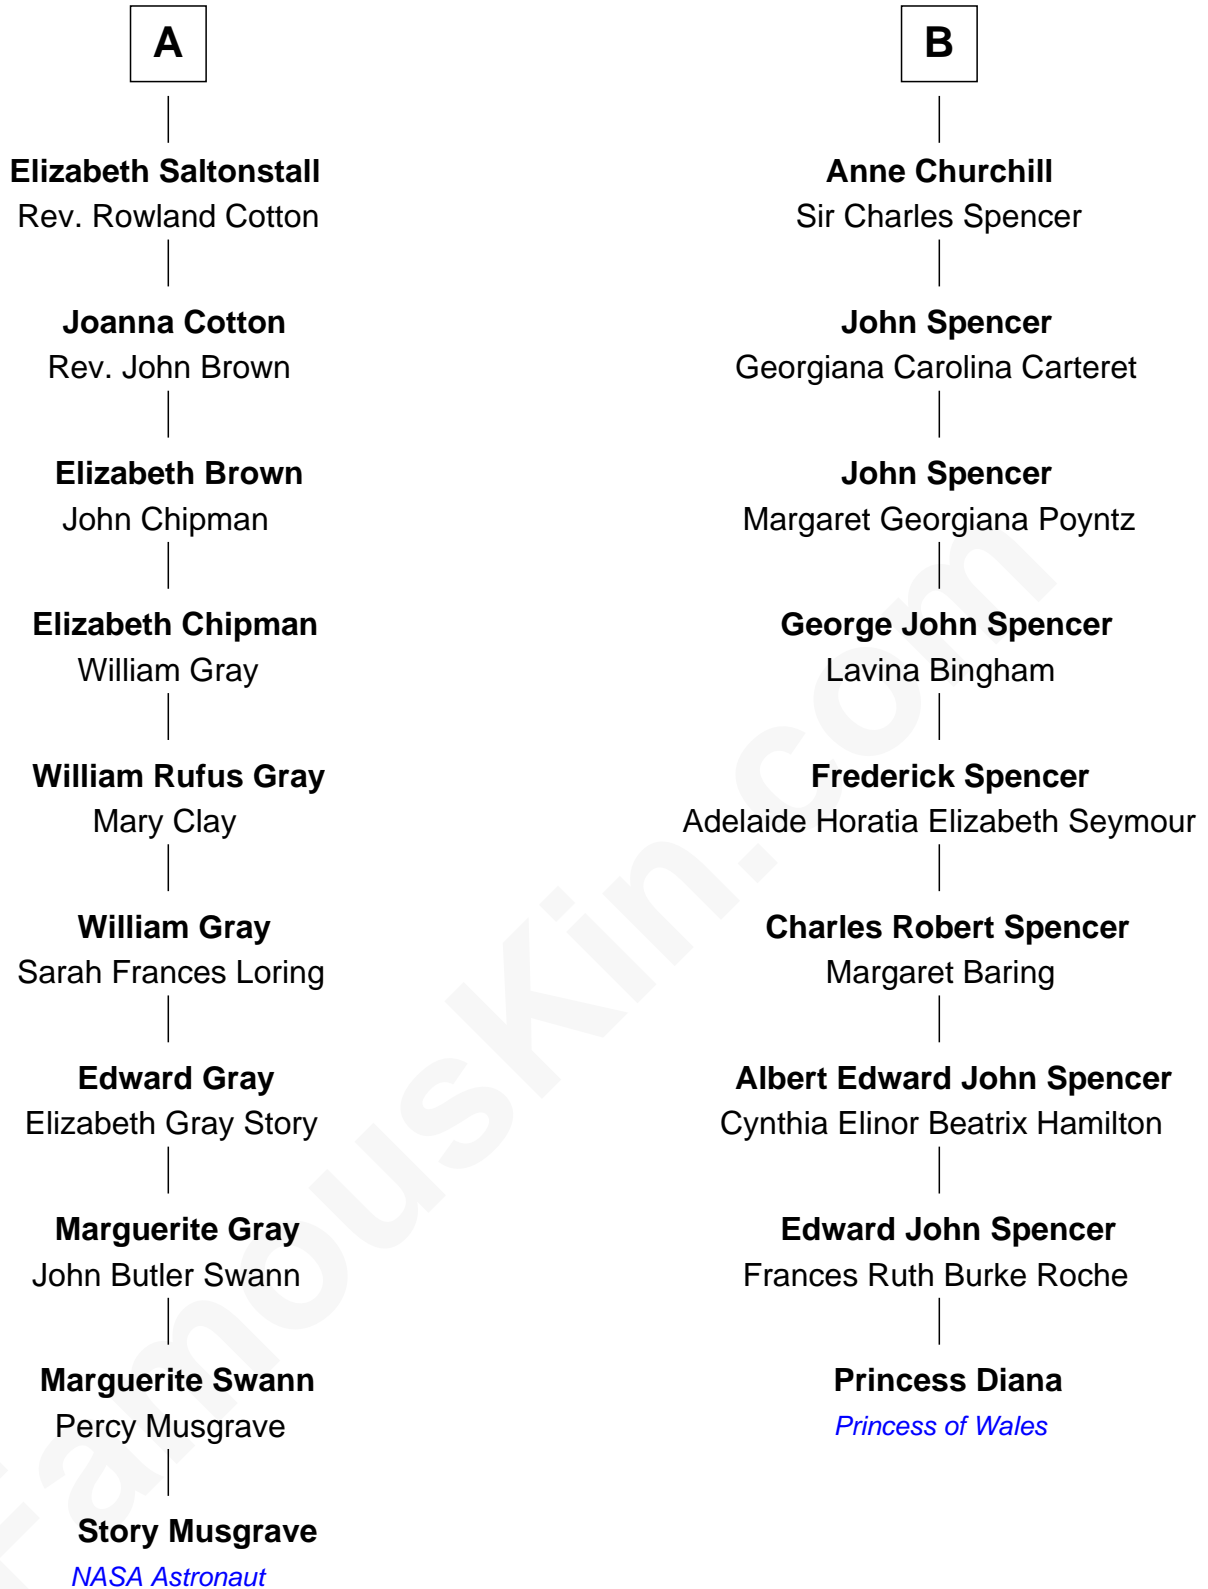 A
Elizabeth Saltonstall
Rev. Rowland Cotton
Joanna Cotton
Rev. John Brown
Elizabeth Brown
John Chipman
Elizabeth Chipman
William Gray
William Rufus Gray
Mary Clay
William Gray
Sarah Frances Loring
Edward Gray
Elizabeth Gray Story
Marguerite Gray
John Butler Swann
Marguerite Swann
Percy Musgrave
Story Musgrave
NASA Astronaut
B
Anne Churchill
Sir Charles Spencer
John Spencer
Georgiana Carolina Carteret
John Spencer
Margaret Georgiana Poyntz
George John Spencer
Lavina Bingham
Frederick Spencer
Adelaide Horatia Elizabeth Seymour
Charles Robert Spencer
Margaret Baring
Albert Edward John Spencer
Cynthia Elinor Beatrix Hamilton
Edward John Spencer
Frances Ruth Burke Roche
Princess Diana
Princess of Wales
FamousKin.com